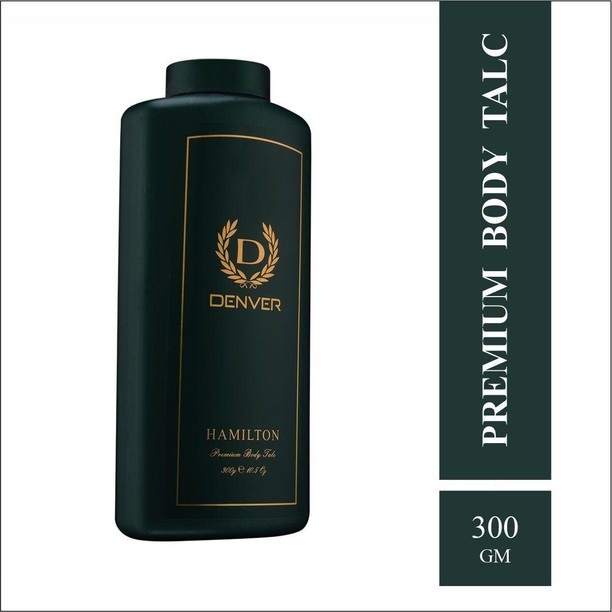 D
DENVER
HAMILTON
Premium Body Talc
300g ℮ 10.5 Oz
PREMIUM BODY TALC
300
GM